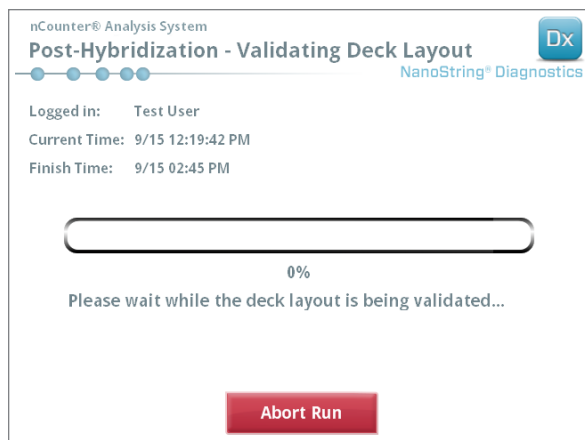 nCounter® Analysis System
Post-Hybridization - Validating Deck Layout
Dx
NanoString® Diagnostics
Logged in: Test User
Current Time: 9/15 12:19:42 PM
Finish Time: 9/15 02:45 PM
0%
Please wait while the deck layout is being validated...
Abort Run